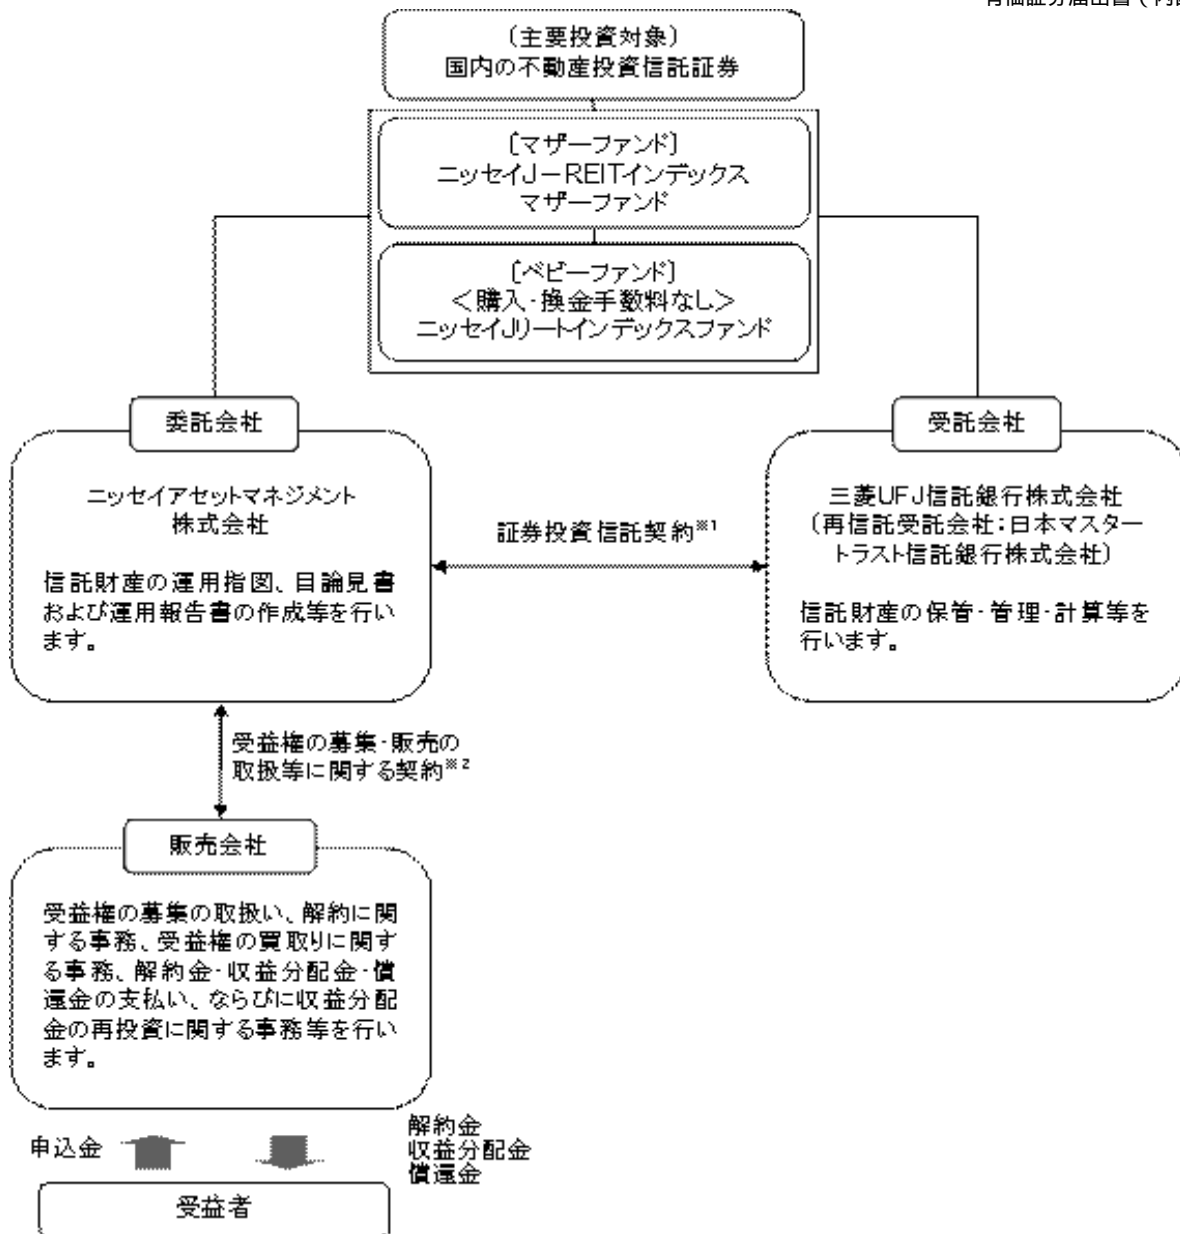 （主要投資対象）
国内の不動産投資信託証券
［マザーファンド］
ニッセイJ－REITインデックス
マザーファンド
［ベビーファンド］
＜購入・換金手数料なし＞
ニッセイJリートインデックスファンド
委託会社
ニッセイアセットマネジメント
株式会社
信託財産の運用指図、目論見書
および運用報告書の作成等を行い
ます。
証券投資信託契約※1
受託会社
三菱UFJ信託銀行株式会社
（再信託受託会社：日本マスター
トラスト信託銀行株式会社）
信託財産の保管・管理・計算等を
行います。
受益権の募集・販売の
取扱等に関する契約※2
販売会社
受益権の募集の取扱い、解約に関
する事務、受益権の買取りに関す
る事務、解約金・収益分配金・償
還金の支払い、ならびに収益分配
金の再投資に関する事務等を行い
ます。
申込金
解約金
収益分配金
償還金
受益者